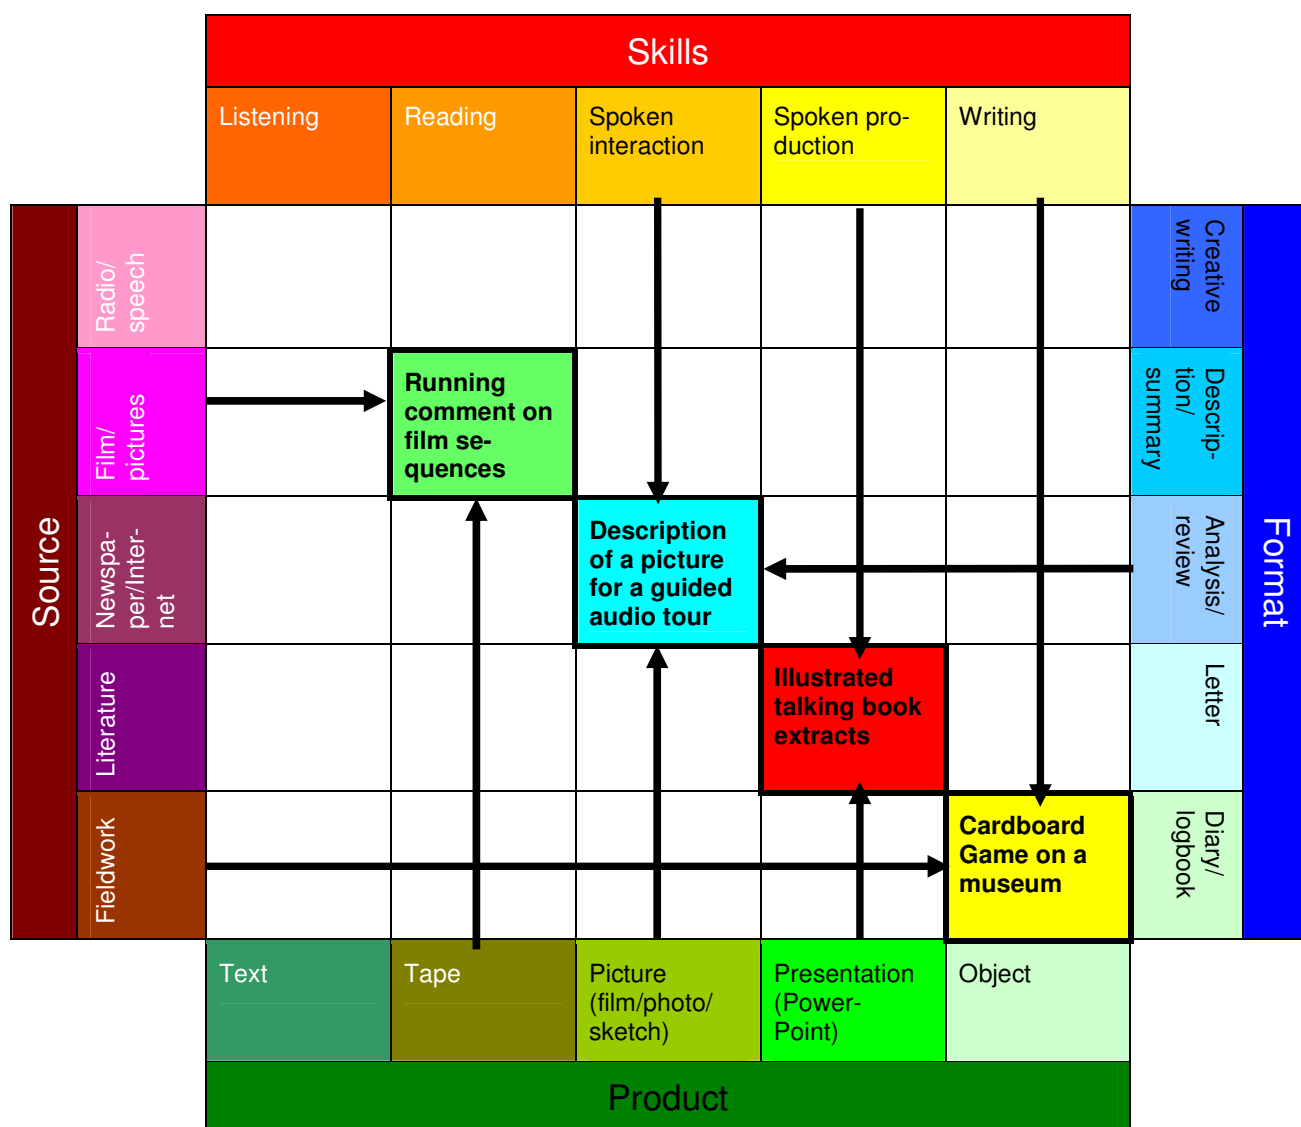 Skills
Listening
Reading
Spoken
interaction
Spoken pro-
duction
Writing
Source
Radio/
speech
Creative
writing
Film/
pictures
Running
comment on
film se-
quences
Descrip-
tion/
summary
Newspa-
per/Inter-
net
Description
of a picture
for a guided
audio tour
Analysis/
review
Format
Literature
Illustrated
talking book
extracts
Letter
Fieldwork
Cardboard
Game on a
museum
Diary/
logbook
Text
Tape
Picture
(film/photo/
sketch)
Presentation
(Power-
Point)
Object
Product